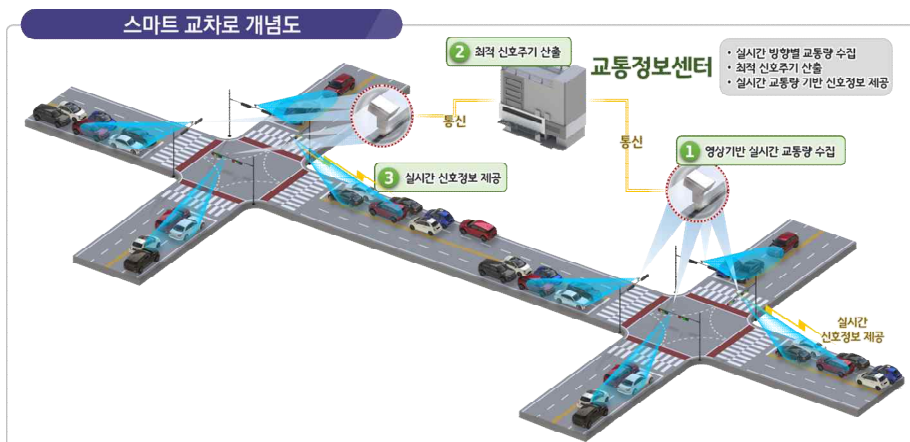 스마트 교차로 개념도
2 최적 신호주기 산출
교통정보센터
• 실시간 방향별 교통량 수집
• 최적 신호주기 산출
• 실시간 교통량 기반 신호정보 제공
통신
통신
1 영상기반 실시간 교통량 수집
3 실시간 신호정보 제공
실시간
신호정보 제공